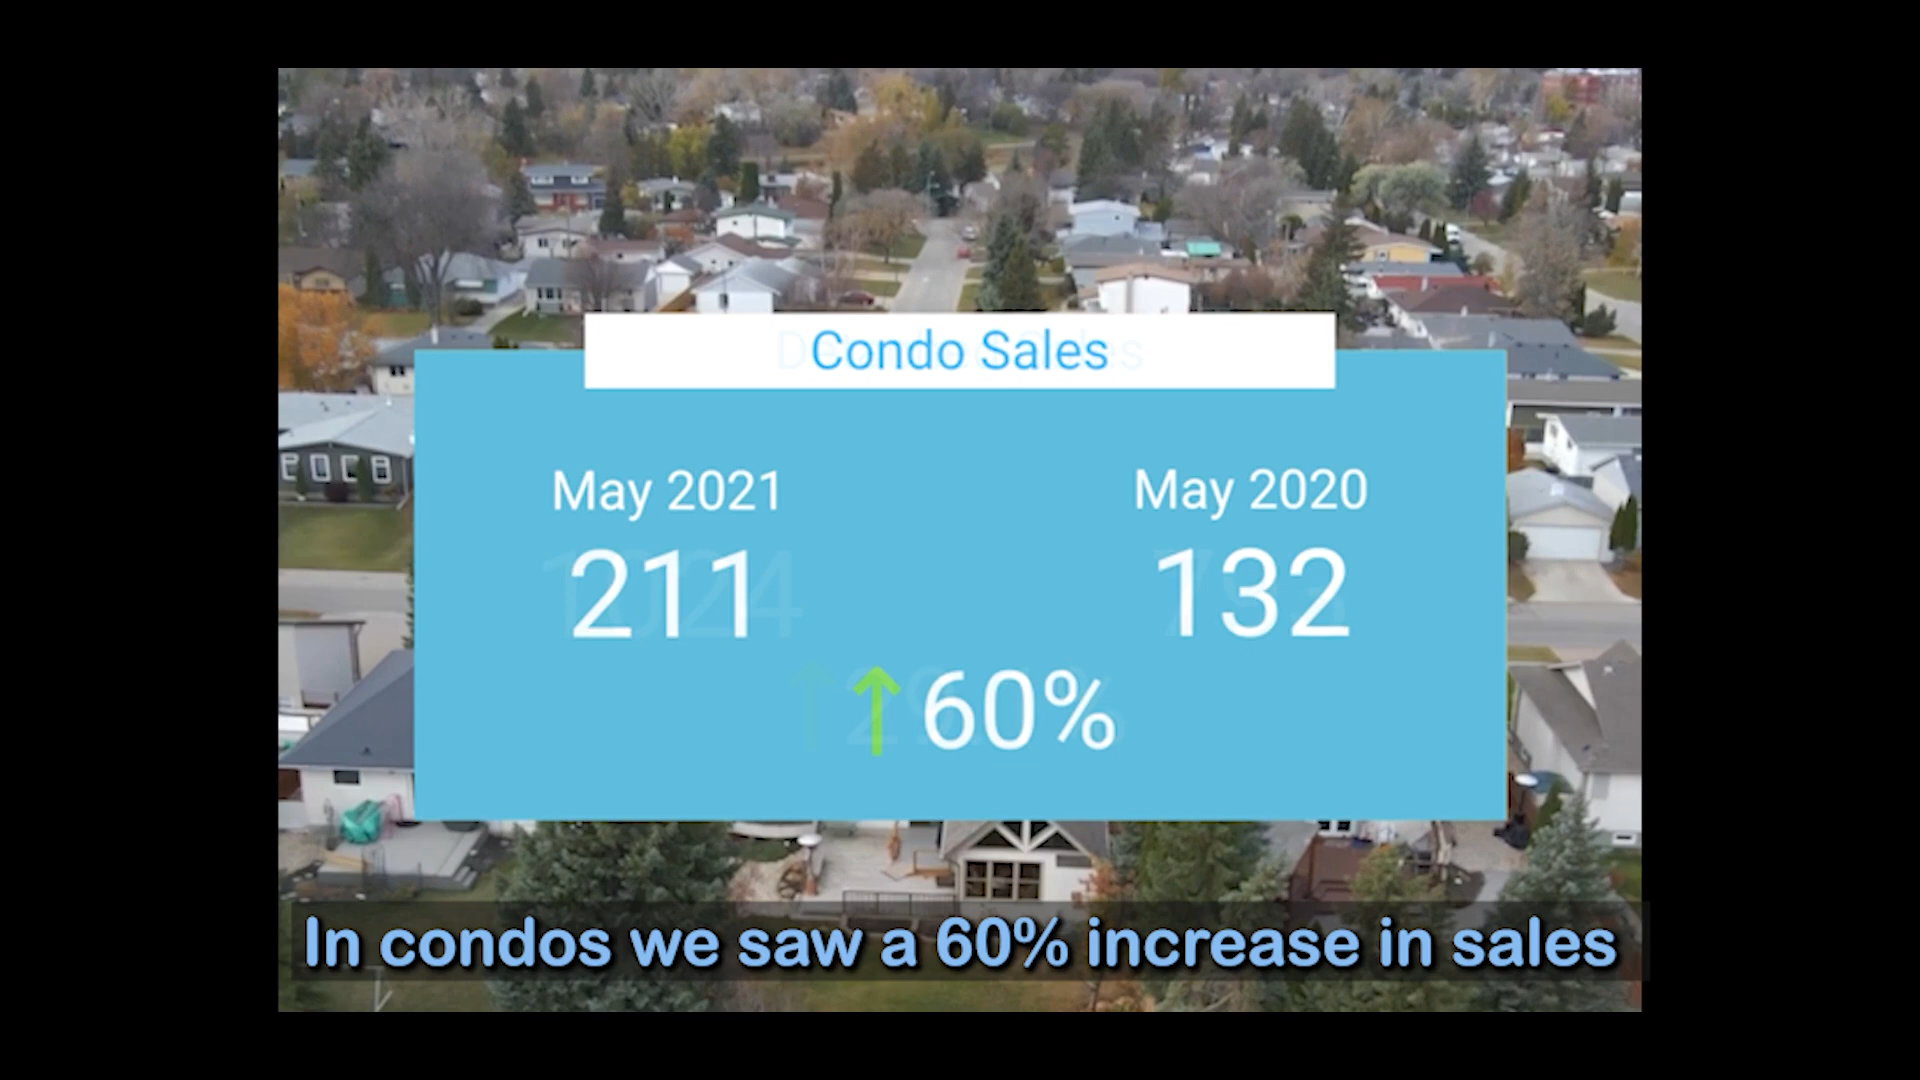 Condo Sales
May 2021
May 2020
211
132
↑60%
In condos we saw a 60% increase in sales